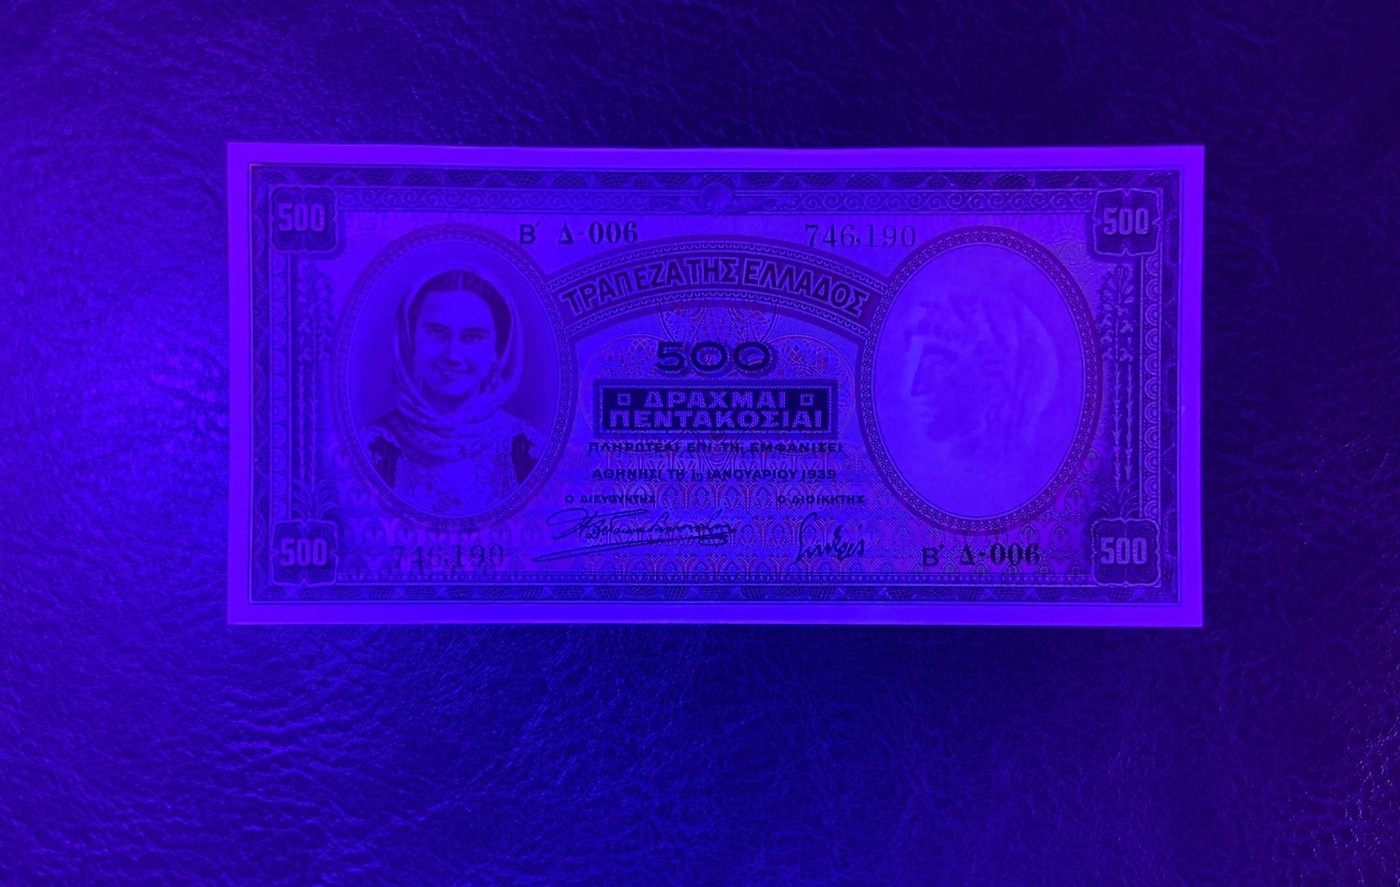 500
Β΄ Δ-006
746,190
500
ΤΡΑΠΕΖΑ ΤΗΣ ΕΛΛΑΔΟΣ
500
ΔΡΑΧΜΑΙ
ΠΕΝΤΑΚΟΣΙΑΙ
ΠΛΗΡΩΤΕΑΙ ΕΠΙ ΤΗ ΕΜΦΑΝΙΣΕΙ
ΑΘΗΝΗΣΙ ΤΗ 1ῃ ΙΑΝΟΥΑΡΙΟΥ 1939
Ο ΔΙΕΥΘΥΝΤΗΣ
Ο ΔΙΟΙΚΗΤΗΣ
500
746,190
Β΄ Δ-006
500